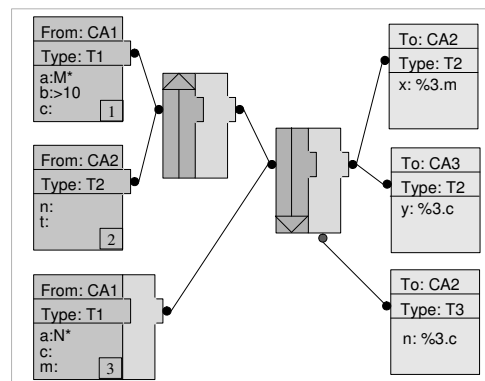 From: CA1
Type: T1
a:M*
b:>10
c:
1
From: CA2
Type: T2
n:
t:
2
From: CA1
Type: T1
a:N*
c:
m:
3
To: CA2
Type: T2
x: %3.m
To: CA3
Type: T2
y: %3.c
To: CA2
Type: T3
n: %3.c